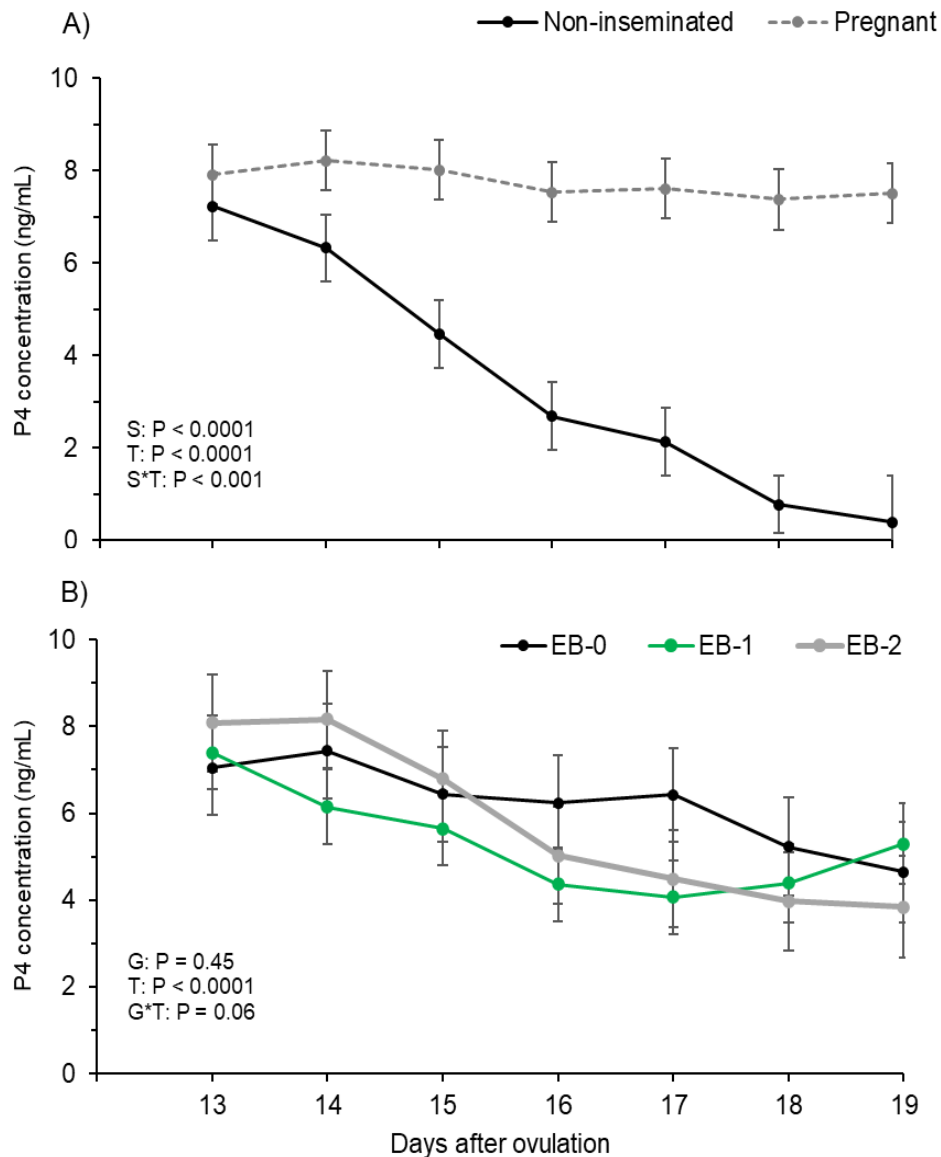 A)
Non-inseminated Pregnant
P4 concentration (ng/mL)
10
8
6
4
2
0
S: P < 0.0001
T: P < 0.0001
S*T: P < 0.001
B)
EB-0 EB-1 EB-2
P4 concentration (ng/mL)
10
8
6
4
2
0
G: P = 0.45
T: P < 0.0001
G*T: P = 0.06
13 14 15 16 17 18 19
Days after ovulation